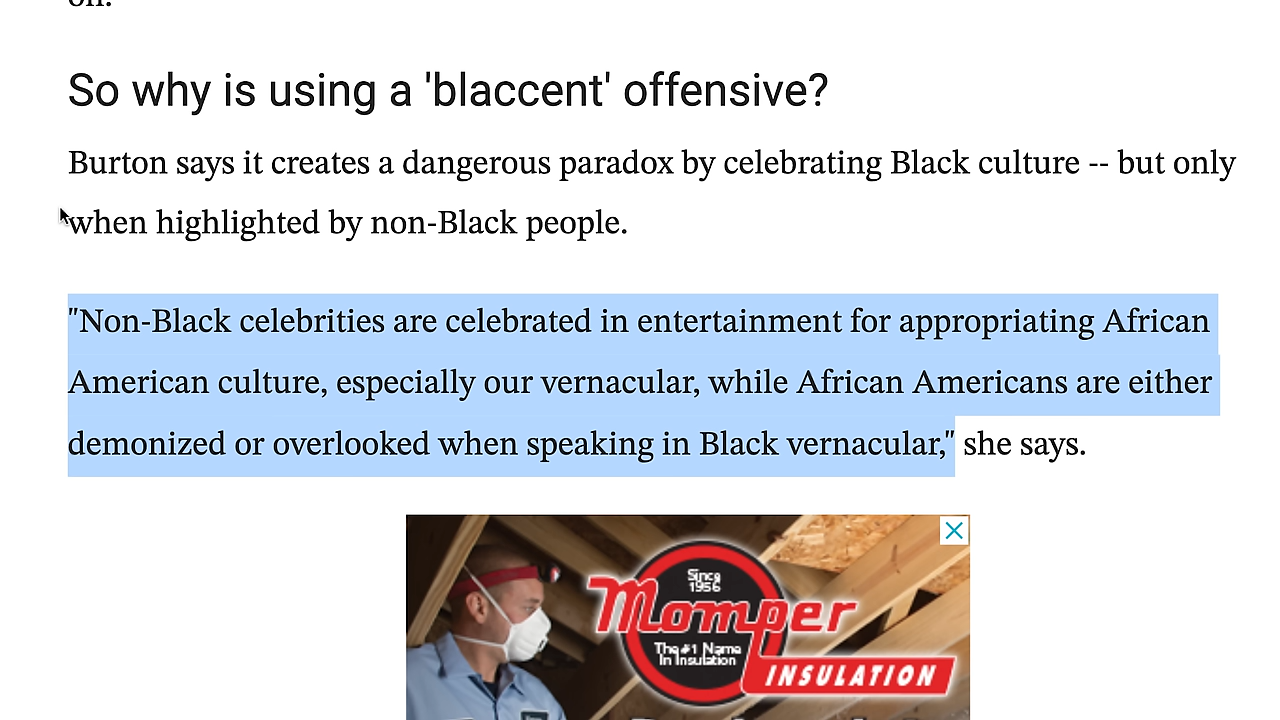 on.
So why is using a 'blaccent' offensive?
Burton says it creates a dangerous paradox by celebrating Black culture -- but only
when highlighted by non-Black people.
"Non-Black celebrities are celebrated in entertainment for appropriating African
American culture, especially our vernacular, while African Americans are either
demonized or overlooked when speaking in Black vernacular," she says.
Since
1956
Momper
The #1 Name
In Insulation
INSULATION